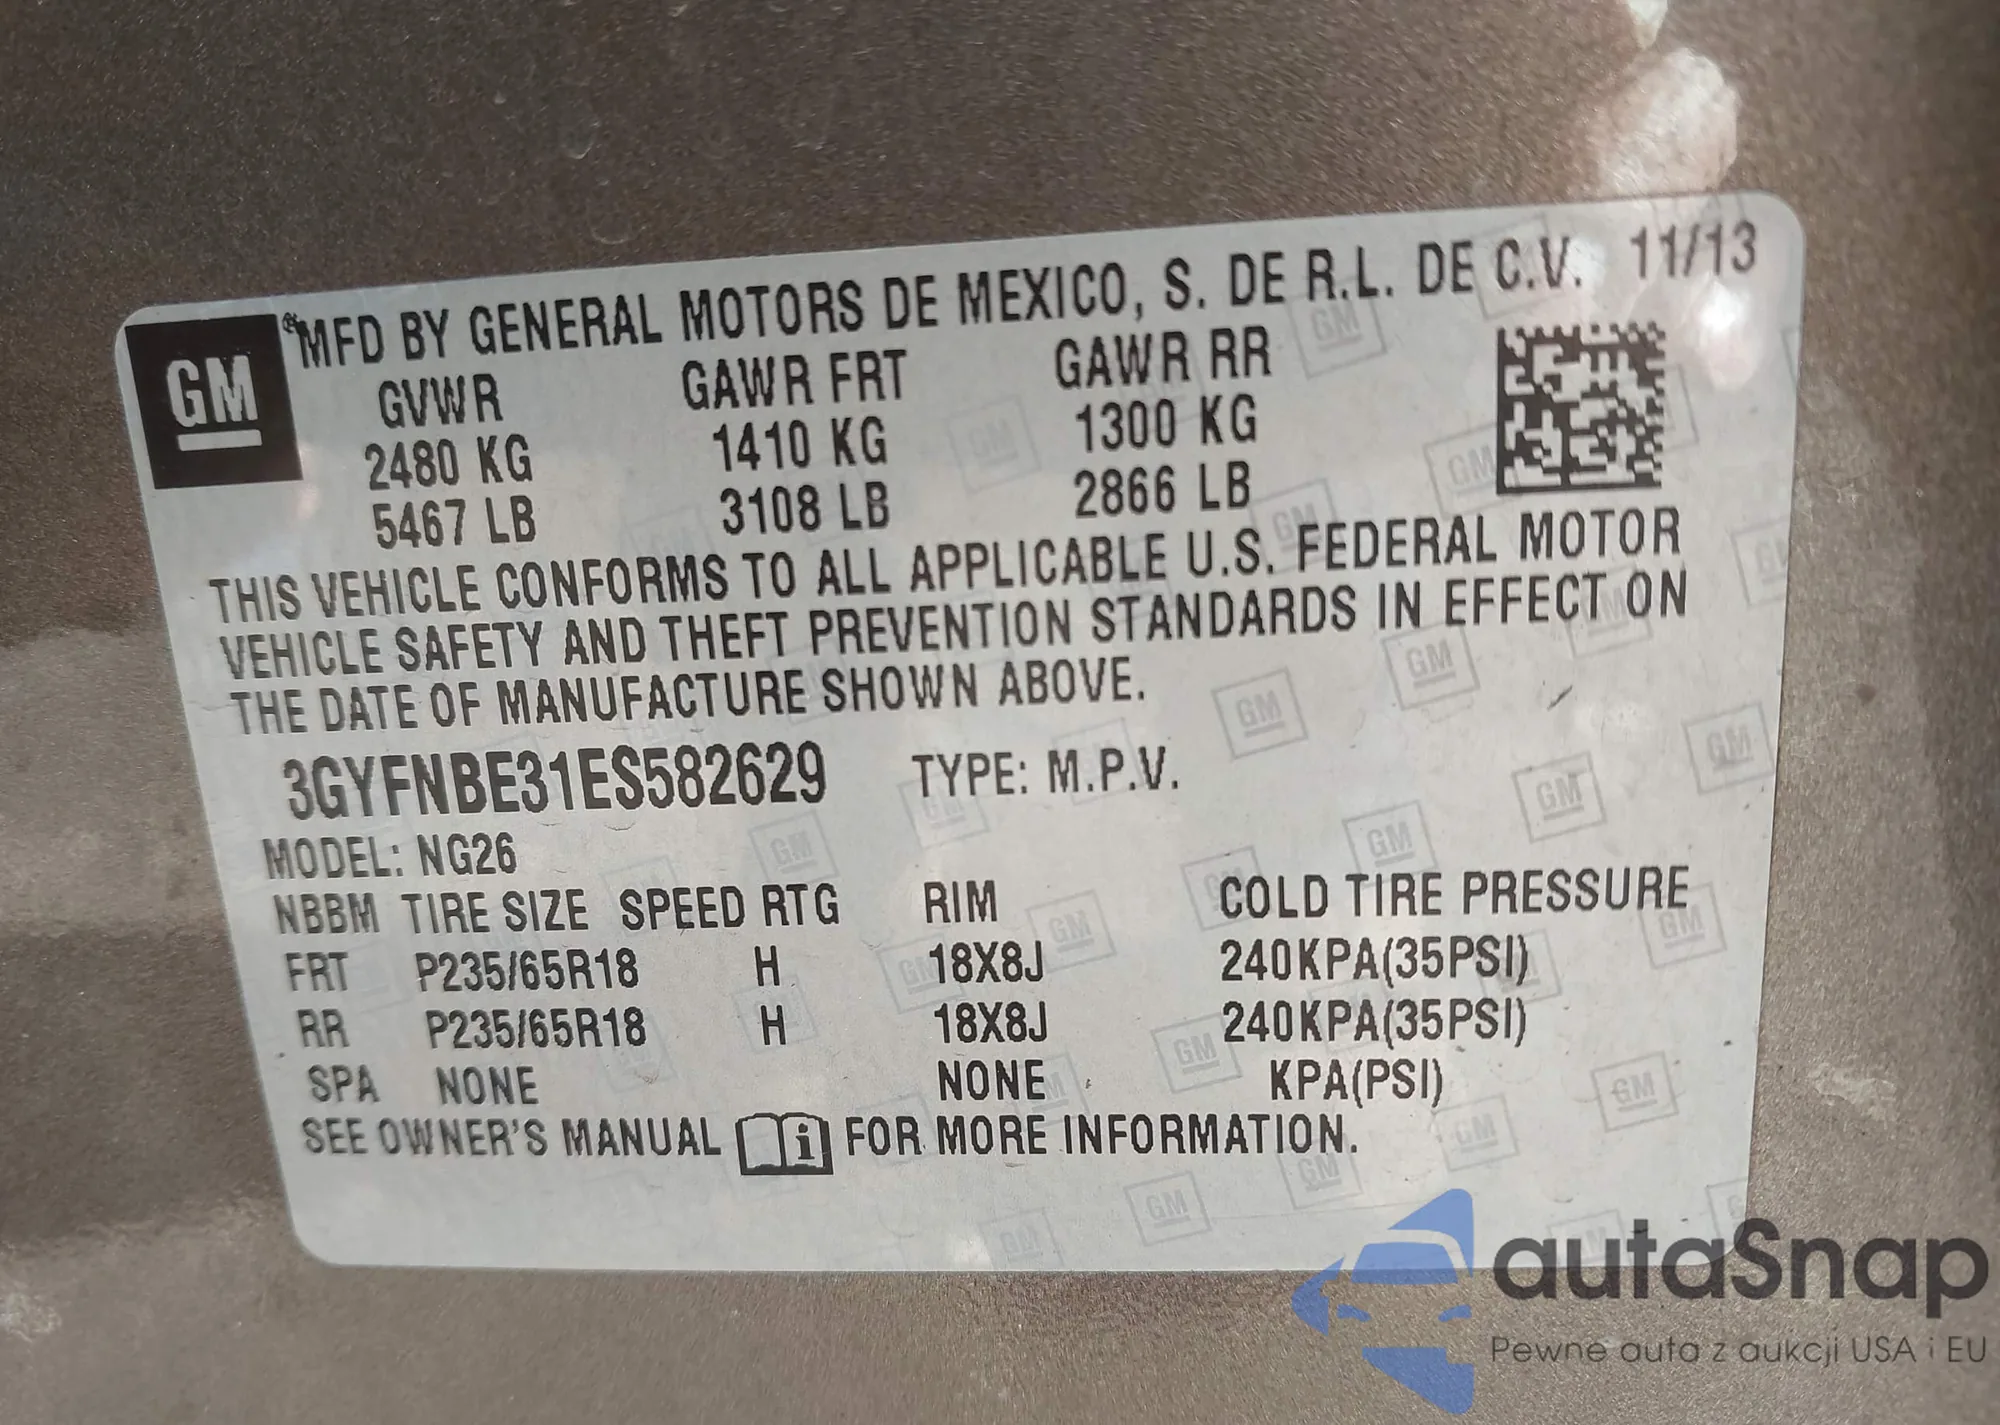 GM
MFD BY GENERAL MOTORS DE MEXICO, S. DE R.L. DE C.V. 11/13
GVWR GAWR FRT GAWR RR
2480 KG 1410 KG 1300 KG
5467 LB 3108 LB 2866 LB
THIS VEHICLE CONFORMS TO ALL APPLICABLE U.S. FEDERAL MOTOR
VEHICLE SAFETY AND THEFT PREVENTION STANDARDS IN EFFECT ON
THE DATE OF MANUFACTURE SHOWN ABOVE.
3GYFNBE31ES582629 TYPE: M.P.V.
MODEL: NG26
NBBM TIRE SIZE SPEED RTG RIM COLD TIRE PRESSURE
FRT P235/65R18 H 18X8J 240KPA(35PSI)
RR P235/65R18 H 18X8J 240KPA(35PSI)
SPA NONE NONE KPA(PSI)
SEE OWNER'S MANUAL i FOR MORE INFORMATION.
autaSnap
Pewne auta z aukcji USA i EU